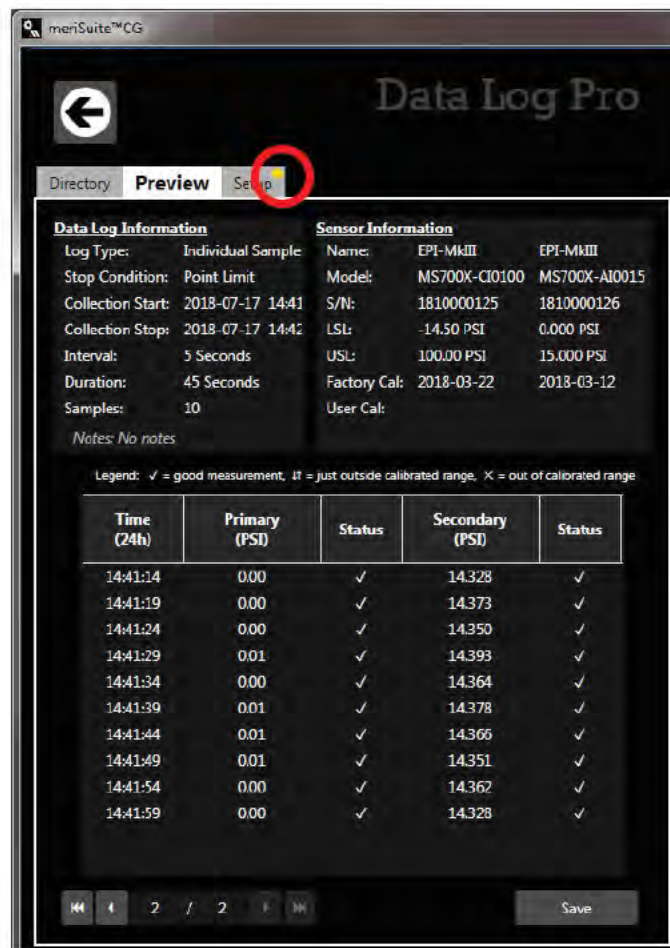 meriSuite™CG
Data Log Pro
Directory Preview Setup
Data Log Information
Log Type: Individual Sample
Stop Condition: Point Limit
Collection Start: 2018-07-17 14:41
Collection Stop: 2018-07-17 14:42
Interval: 5 Seconds
Duration: 45 Seconds
Samples: 10
Notes: No notes
Sensor Information
Name: EPI-MkIII EPI-MkIII
Model: MS700X-CI0100 MS700X-AI0015
S/N: 1810000125 1810000126
LSL: -14.50 PSI 0.000 PSI
USL: 100.00 PSI 15.000 PSI
Factory Cal: 2018-03-22 2018-03-12
User Cal:
Legend: ✓ = good measurement, ⇵ = just outside calibrated range, ✕ = out of calibrated range
Time (24h) Primary (PSI) Status Secondary (PSI) Status
14:41:14 0.00 ✓ 14.328 ✓
14:41:19 0.00 ✓ 14.373 ✓
14:41:24 0.00 ✓ 14.350 ✓
14:41:29 0.01 ✓ 14.393 ✓
14:41:34 0.00 ✓ 14.364 ✓
14:41:39 0.01 ✓ 14.378 ✓
14:41:44 0.01 ✓ 14.366 ✓
14:41:49 0.01 ✓ 14.351 ✓
14:41:54 0.00 ✓ 14.362 ✓
14:41:59 0.00 ✓ 14.328 ✓
2 / 2
Save